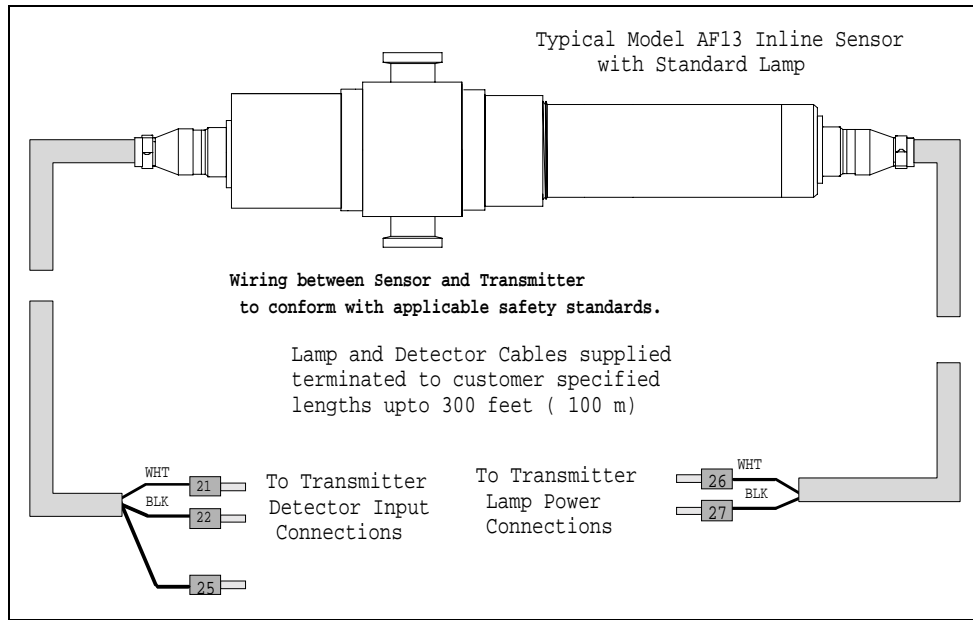 Typical Model AF13 Inline Sensor
with Standard Lamp
Wiring between Sensor and Transmitter
to conform with applicable safety standards.
Lamp and Detector Cables supplied
terminated to customer specified
lengths upto 300 feet ( 100 m)
WHT
21
BLK
22
25
To Transmitter
Detector Input
Connections
To Transmitter
Lamp Power
Connections
WHT
26
BLK
27